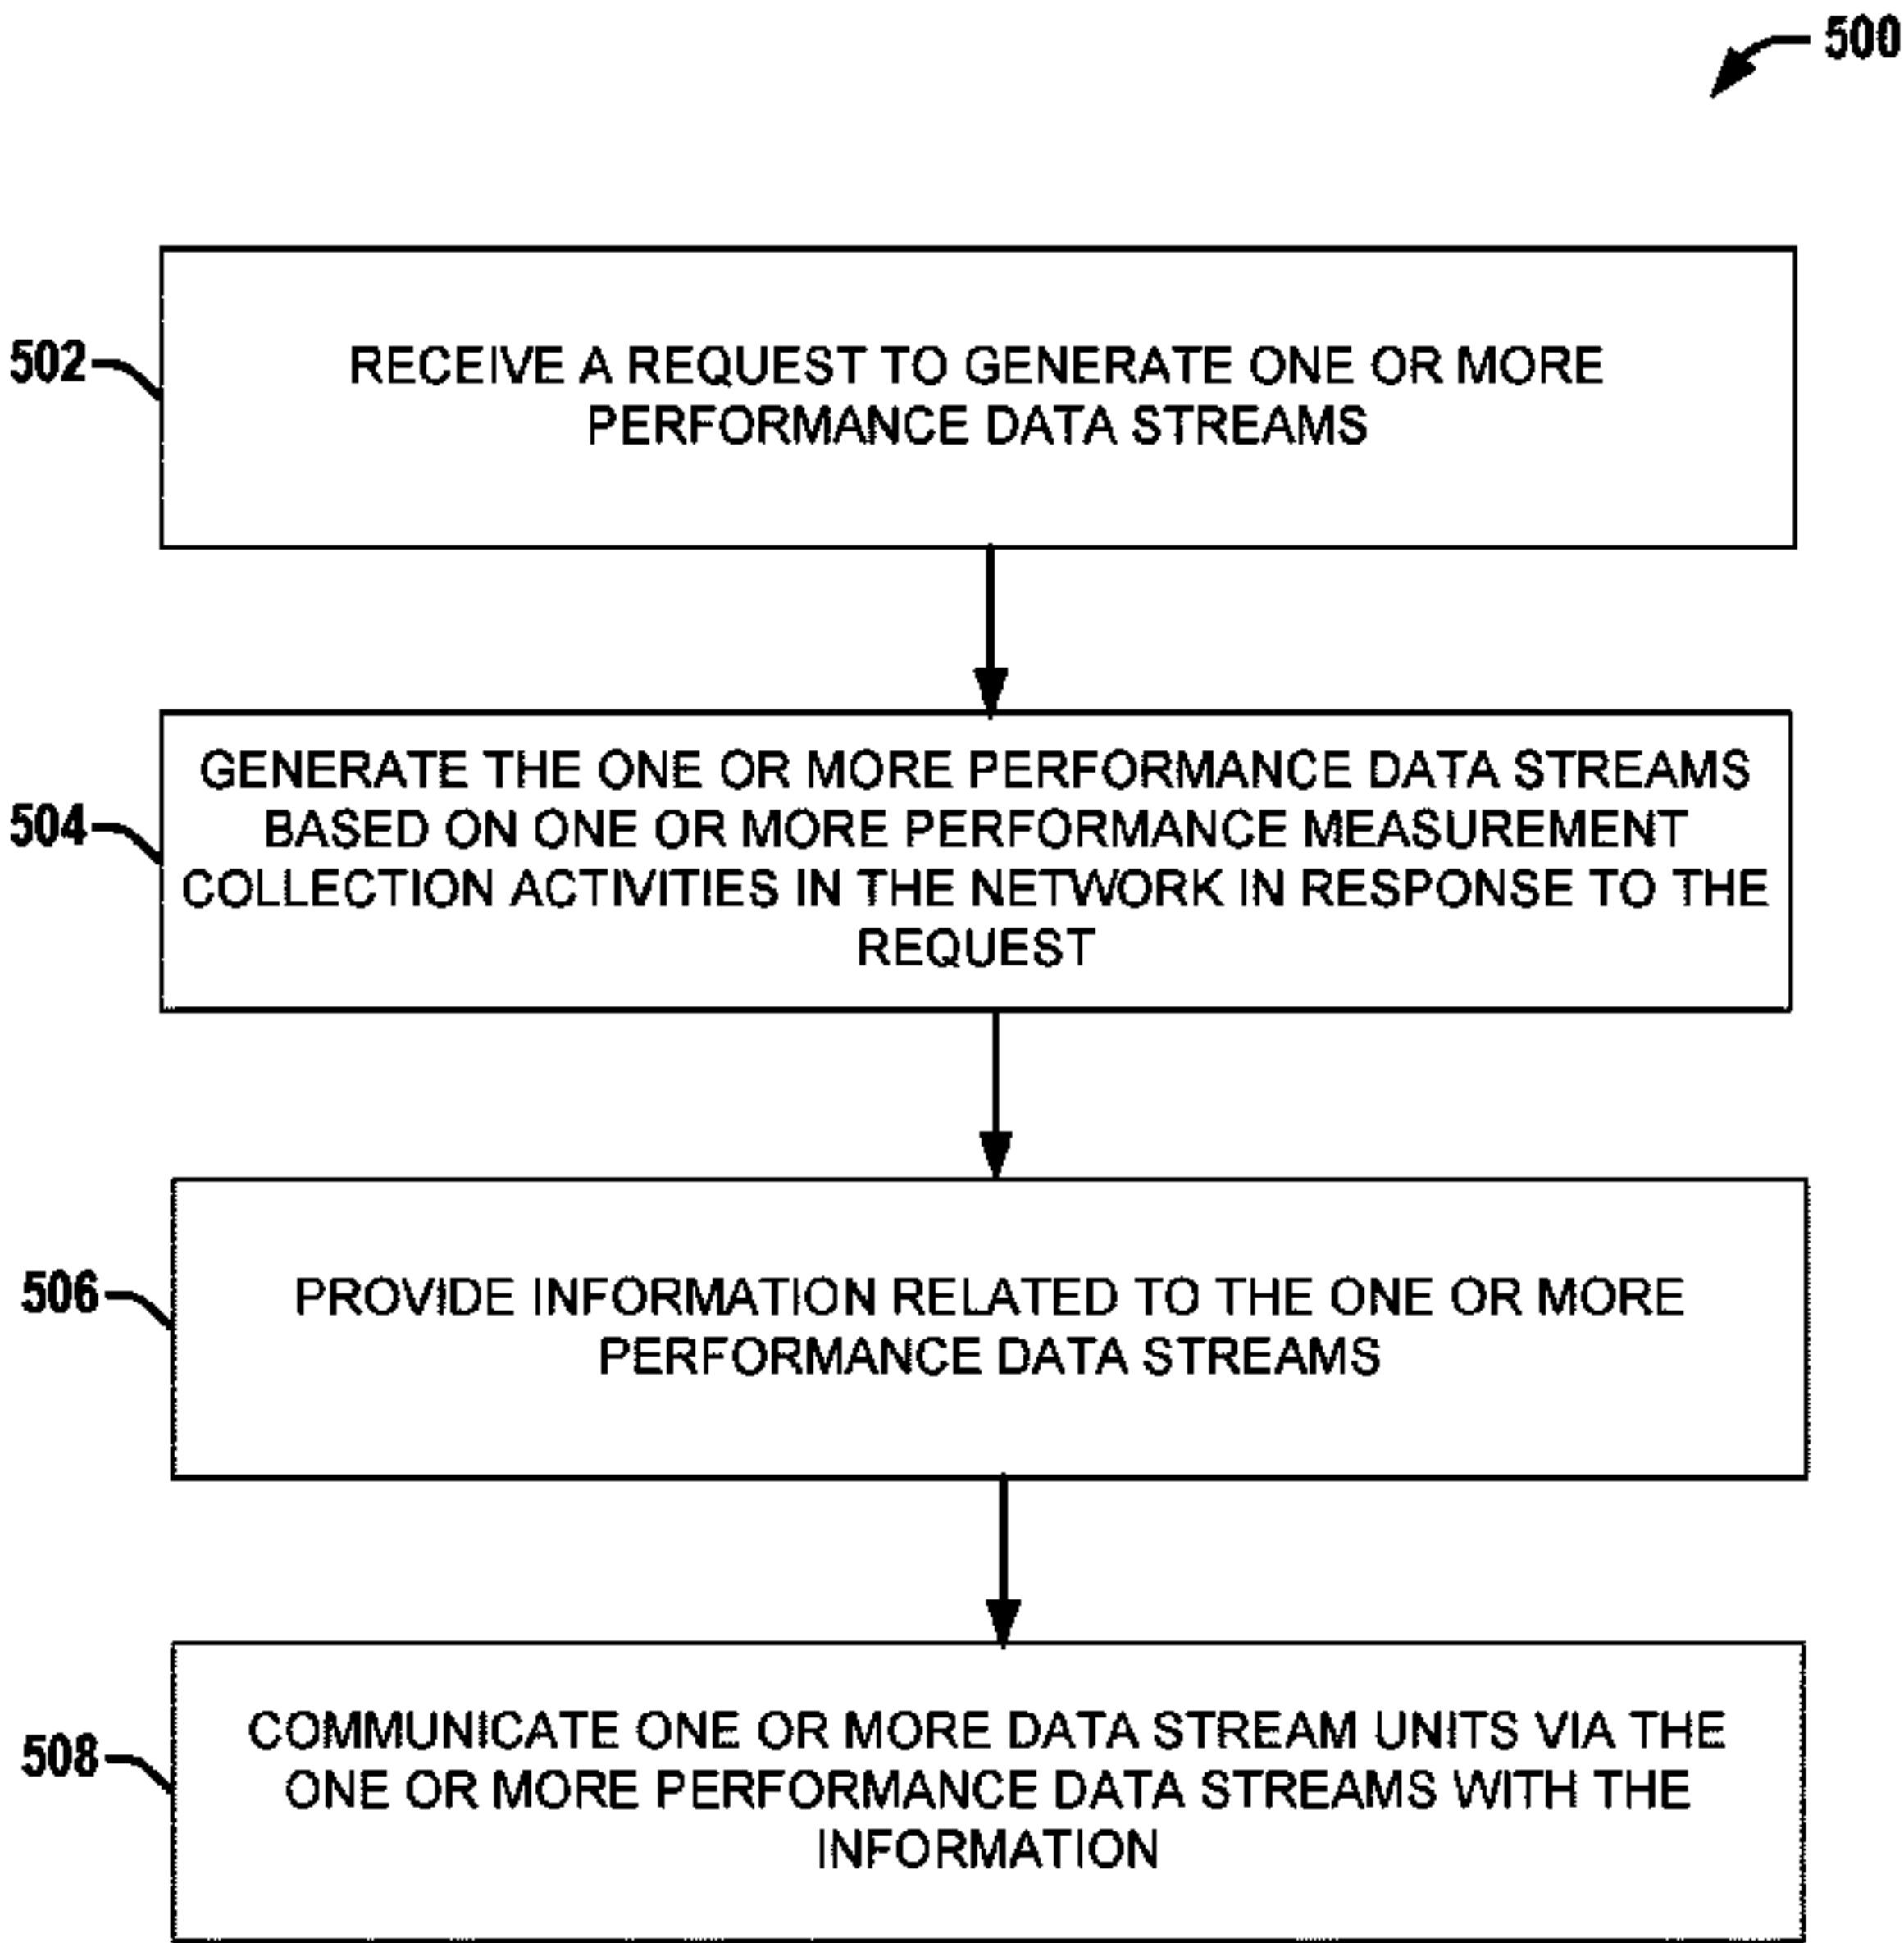 500
502
RECEIVE A REQUEST TO GENERATE ONE OR MORE
PERFORMANCE DATA STREAMS
504
GENERATE THE ONE OR MORE PERFORMANCE DATA STREAMS
BASED ON ONE OR MORE PERFORMANCE MEASUREMENT
COLLECTION ACTIVITIES IN THE NETWORK IN RESPONSE TO THE
REQUEST
506
PROVIDE INFORMATION RELATED TO THE ONE OR MORE
PERFORMANCE DATA STREAMS
508
COMMUNICATE ONE OR MORE DATA STREAM UNITS VIA THE
ONE OR MORE PERFORMANCE DATA STREAMS WITH THE
INFORMATION